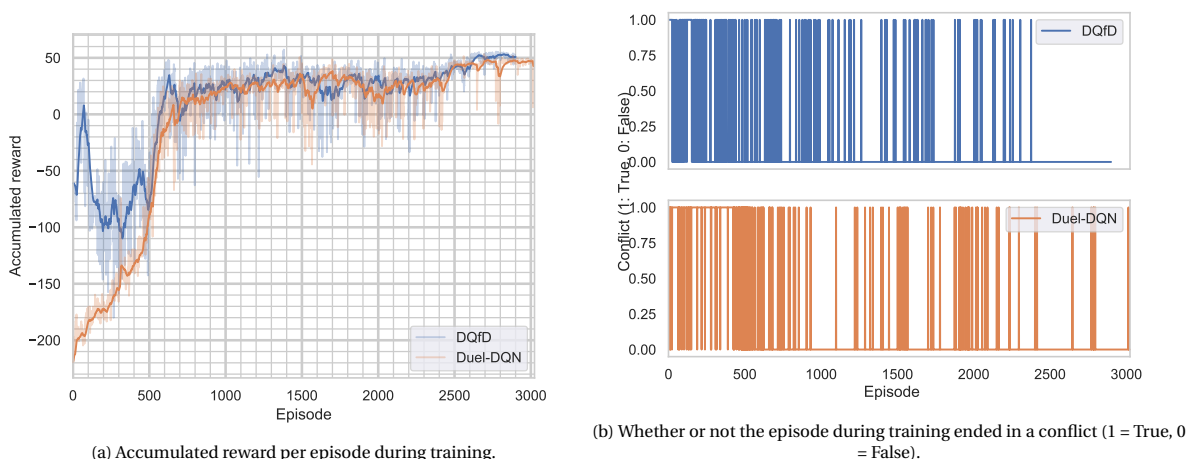 50
0
−50
−100
−150
−200
Accumulated reward
0 500 1000 1500 2000 2500 3000
Episode
DQfD
Duel-DQN
(a) Accumulated reward per episode during training.
1.00
0.75
0.50
0.25
0.00
DQfD
Conflict (1: True, 0: False)
1.00
0.75
0.50
0.25
0.00
Duel-DQN
0 500 1000 1500 2000 2500 3000
Episode
(b) Whether or not the episode during training ended in a conflict (1 = True, 0
= False).